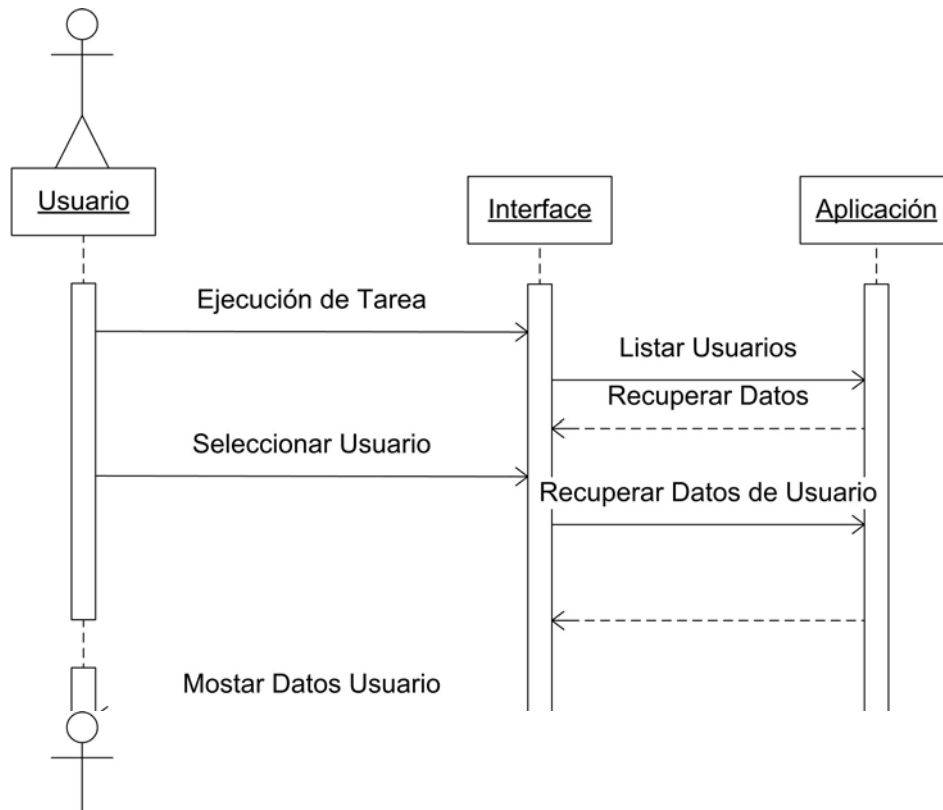 Usuario
Interface
Aplicación
Ejecución de Tarea
Listar Usuarios
Recuperar Datos
Seleccionar Usuario
Recuperar Datos de Usuario
Mostar Datos Usuario